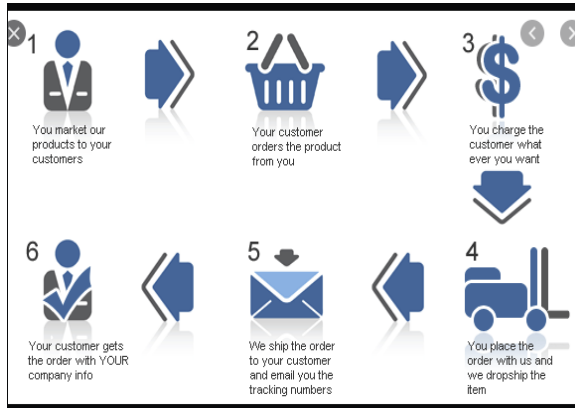 1
You market our
products to your
customers
2
Your customer
orders the product
from you
3
You charge the
customer what
ever you want
4
You place the
order with us and
we dropship the
item
5
We ship the order
to your customer
and email you the
tracking numbers
6
Your customer gets
the order with YOUR
company info